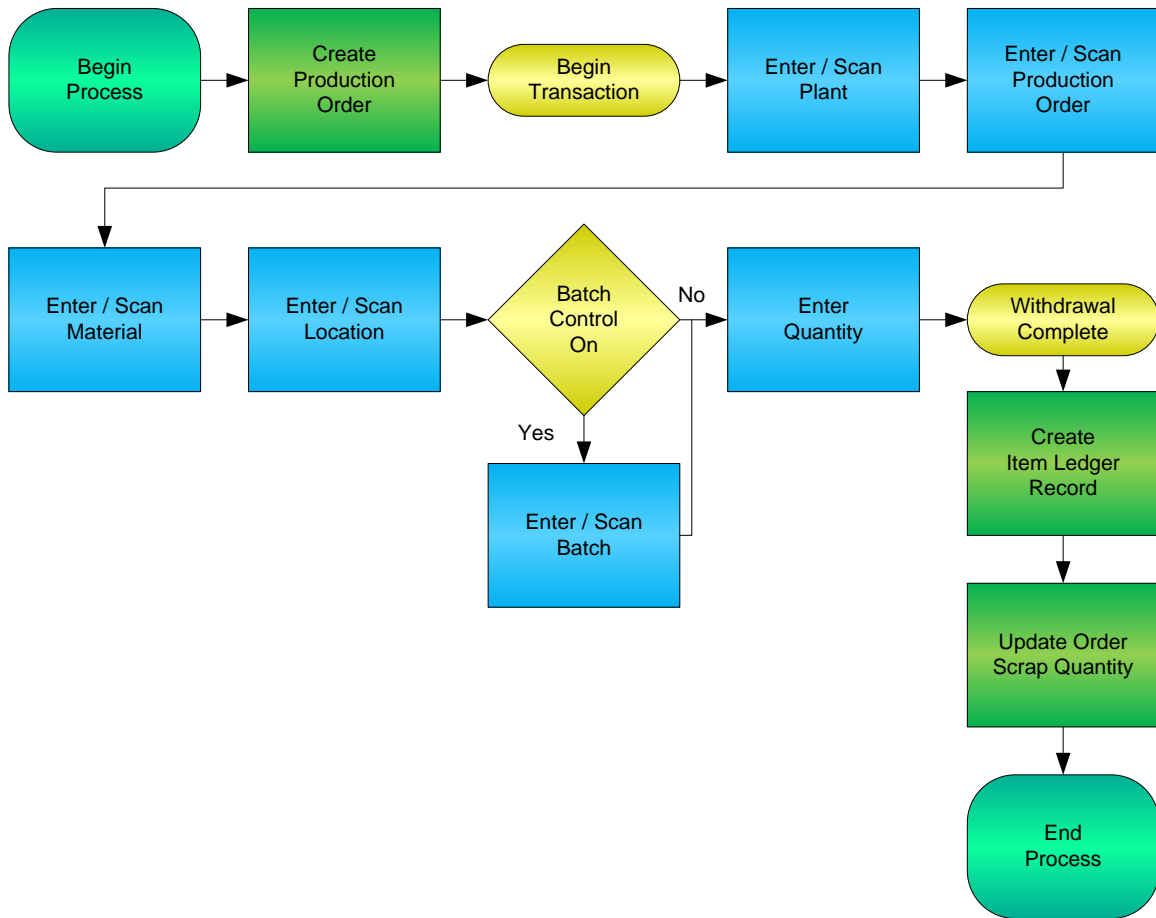 Begin
Process
Create
Production
Order
Begin
Transaction
Enter / Scan
Plant
Enter / Scan
Production
Order
Enter / Scan
Material
Enter / Scan
Location
Batch
Control
On
No
Yes
Enter / Scan
Batch
Enter
Quantity
Withdrawal
Complete
Create
Item Ledger
Record
Update Order
Scrap Quantity
End
Process